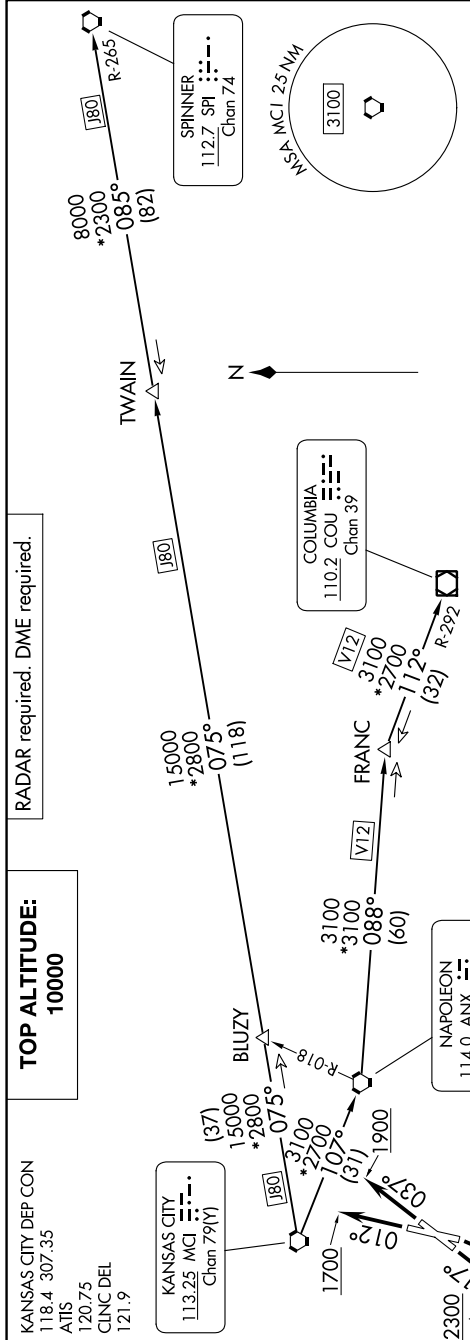 KANSAS CITY DEP CON
118.4 307.35
ATIS
120.75
CLNC DEL
121.9
TOP ALTITUDE:
10000
RADAR required. DME required.
SPINNER
112.7 SPI
Chan 74
R-265
J80
8000
*2300
085°
(82)
MSA MCI 25 NM
3100
TWAIN
N
J80
15000
*2800
075°
(118)
COLUMBIA
110.2 COU
Chan 39
R-292
V12
3100
*2700
112°
(32)
FRANC
V12
3100
*3100
088°
(60)
BLUZY
R-018
(37)
15000
*2800
075°
J80
KANSAS CITY
113.25 MCI
Chan 79(Y)
3100
*2700
107°
(31)
NAPOLEON
114.0 ANX
1900
037°
1700
012°
2300